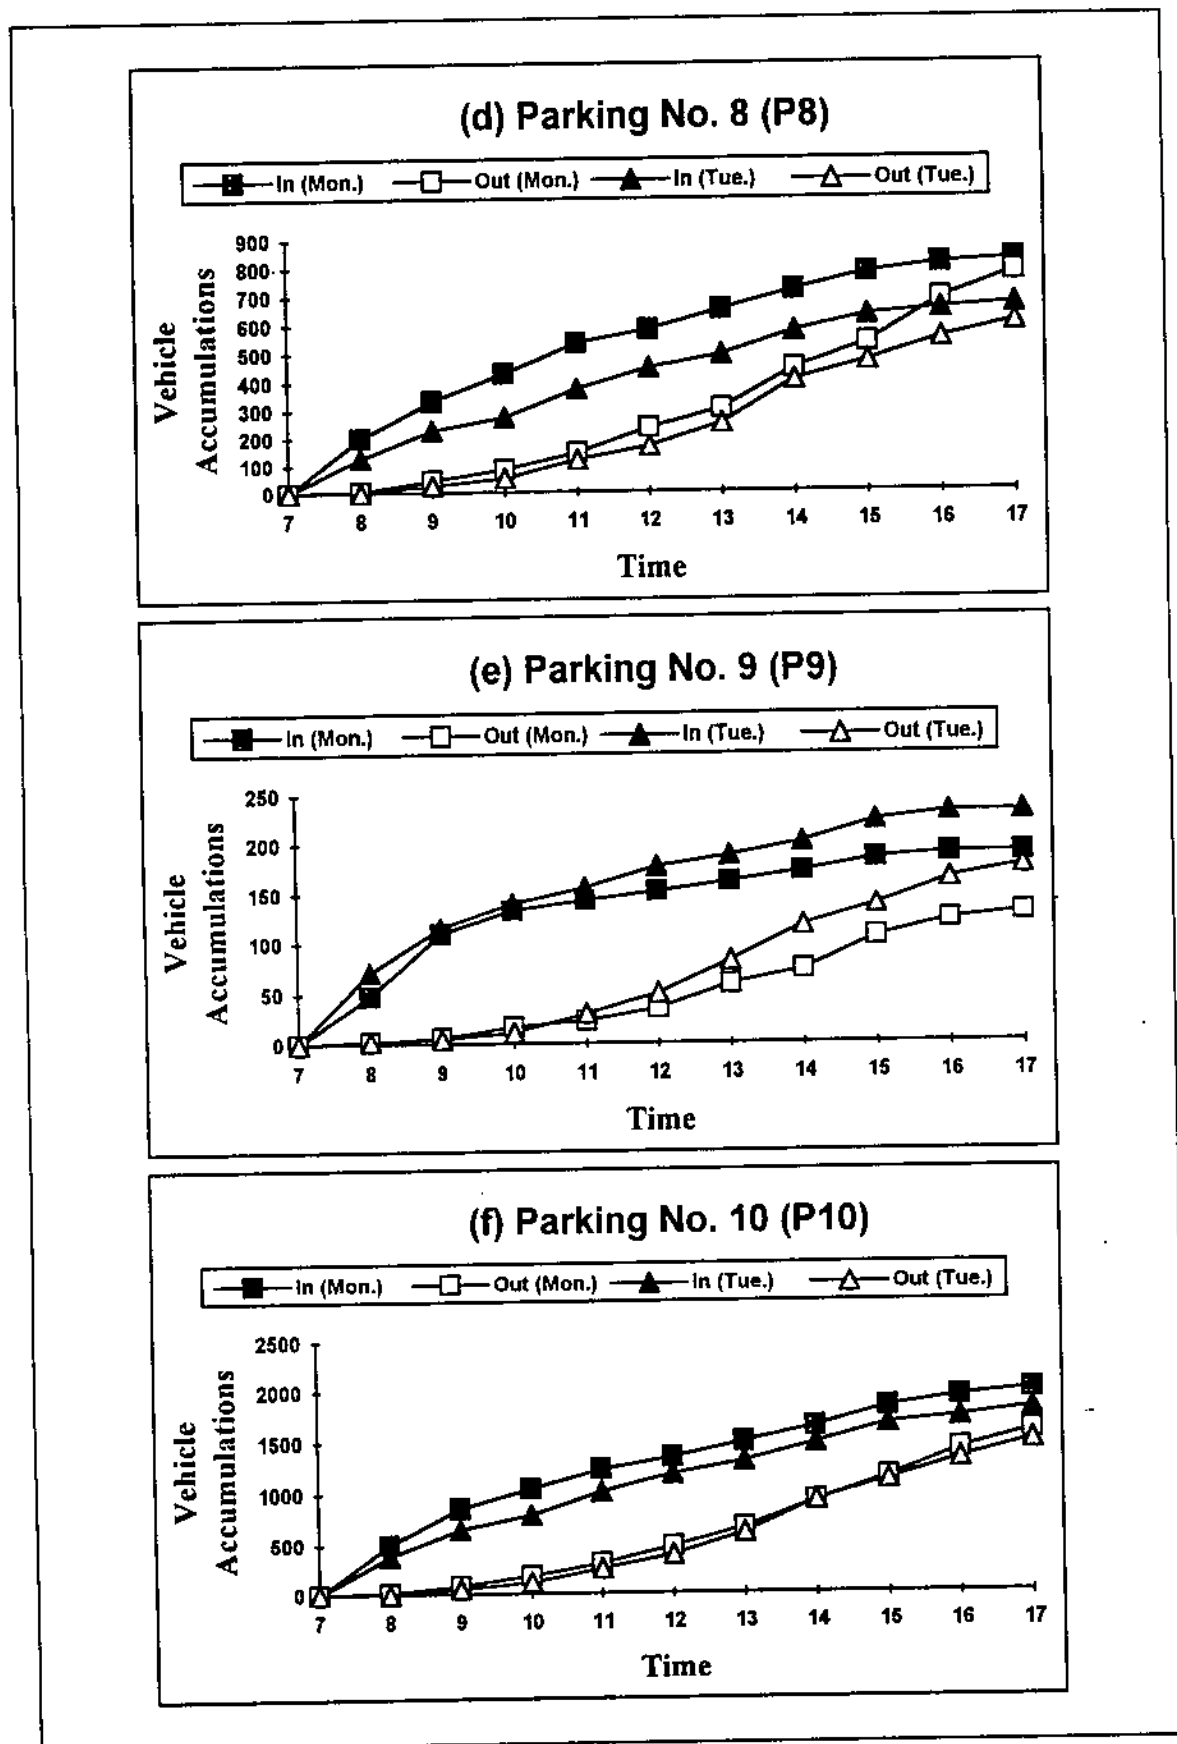 (d) Parking No. 8 (P8)
In (Mon.) Out (Mon.) In (Tue.) Out (Tue.)
900
800
700
600
500
400
300
200
100
0
Vehicle
Accumulations
7 8 9 10 11 12 13 14 15 16 17
Time
(e) Parking No. 9 (P9)
In (Mon.) Out (Mon.) In (Tue.) Out (Tue.)
250
200
150
100
50
0
Vehicle
Accumulations
7 8 9 10 11 12 13 14 15 16 17
Time
(f) Parking No. 10 (P10)
In (Mon.) Out (Mon.) In (Tue.) Out (Tue.)
2500
2000
1500
1000
500
0
Vehicle
Accumulations
7 8 9 10 11 12 13 14 15 16 17
Time